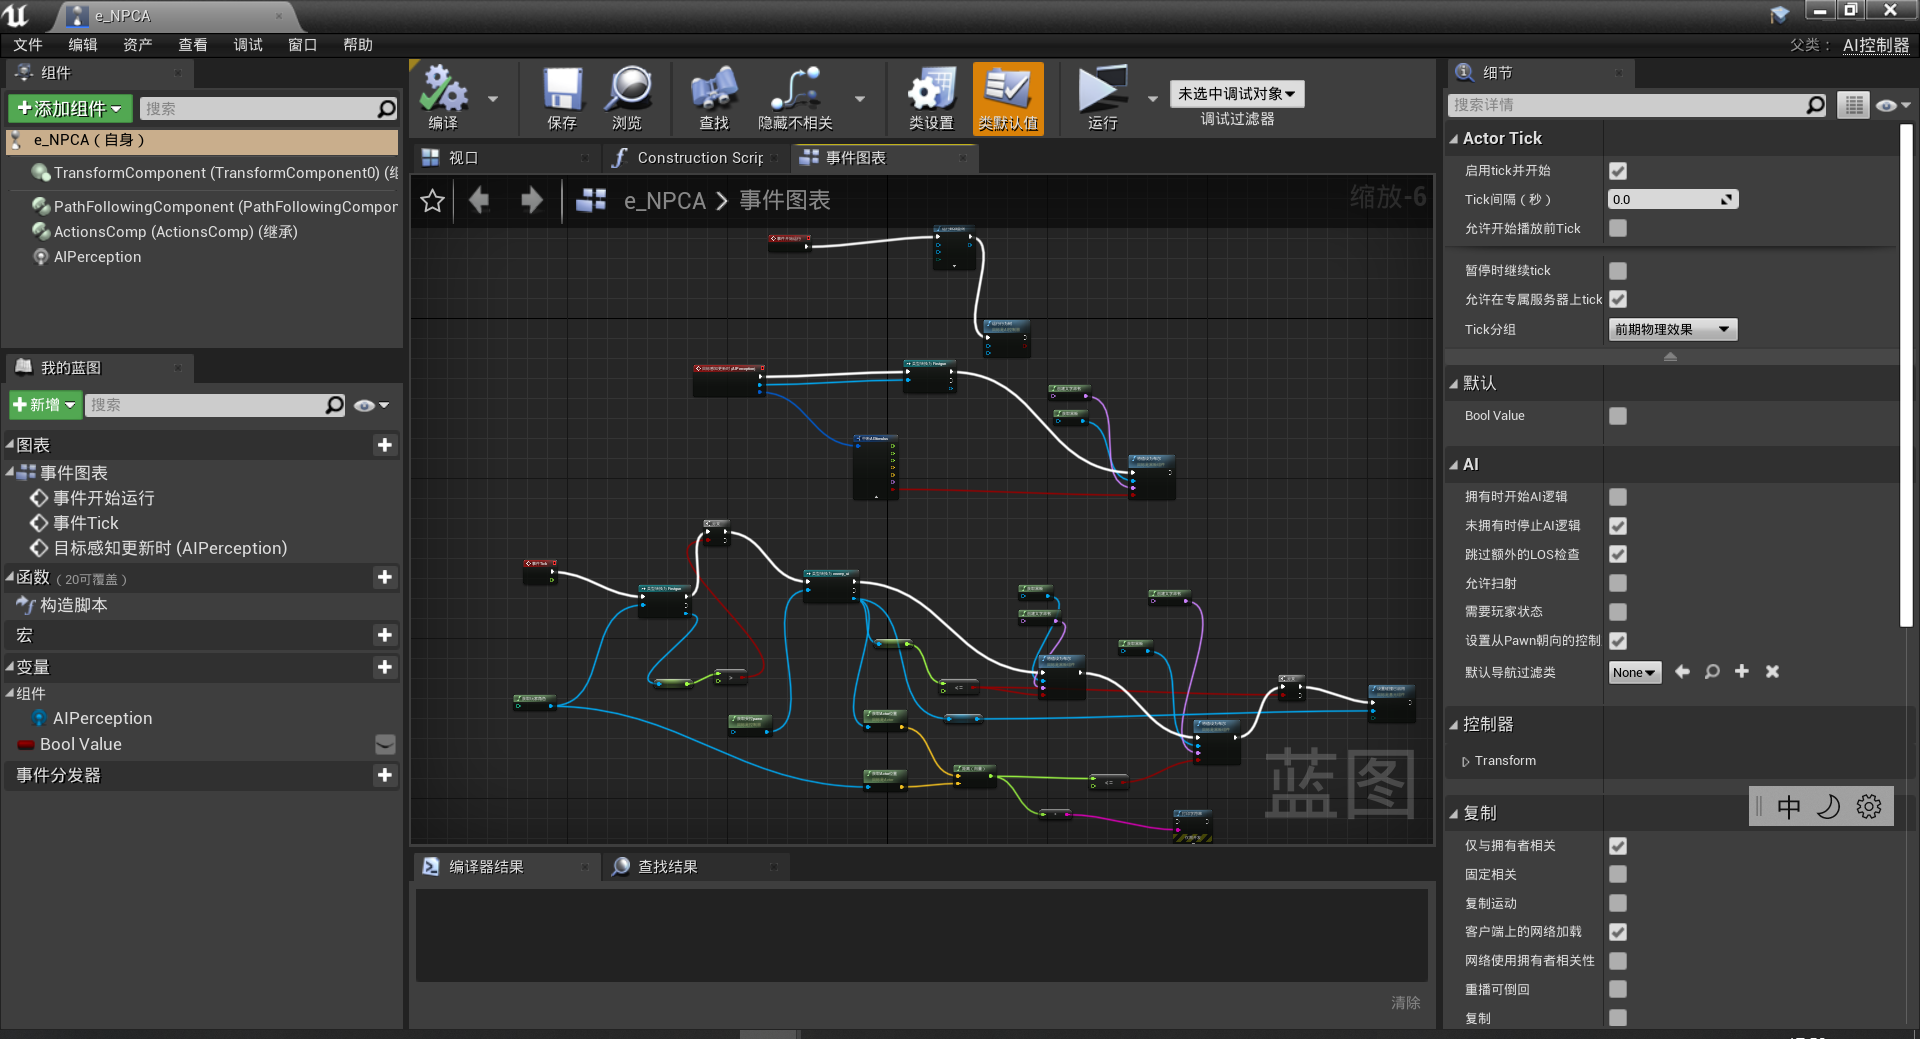 e_NPCA
文件 编辑 资产 查看 调试 窗口 帮助
父类： AI控制器
组件
添加组件
搜索
e_NPCA（自身）
TransformComponent (TransformComponent0) (继
PathFollowingComponent (PathFollowingCompor
ActionsComp (ActionsComp) (继承)
AIPerception
我的蓝图
新增
搜索
图表
事件图表
事件开始运行
事件Tick
目标感知更新时 (AIPerception)
函数（20可覆盖）
构造脚本
宏
变量
组件
AIPerception
Bool Value
事件分发器
编译
保存
浏览
查找
隐藏不相关
类设置
类默认值
运行
未选中调试对象
调试过滤器
视口
Construction Scrip
事件图表
e_NPCA > 事件图表
缩放-6
事件Tick
蓝图
编译器结果
查找结果
清除
细节
搜索详情
Actor Tick
启用tick并开始
Tick间隔（秒） 0.0
允许开始播放前Tick
暂停时继续tick
允许在专属服务器上tick
Tick分组 前期物理效果
默认
Bool Value
AI
拥有时开始AI逻辑
未拥有时停止AI逻辑
跳过额外的LOS检查
允许扫射
需要玩家状态
设置从Pawn朝向的控制
默认导航过滤类 None
控制器
Transform
复制
中
仅与拥有者相关
固定相关
复制运动
客户端上的网络加载
网络使用拥有者相关性
重播可倒回
复制